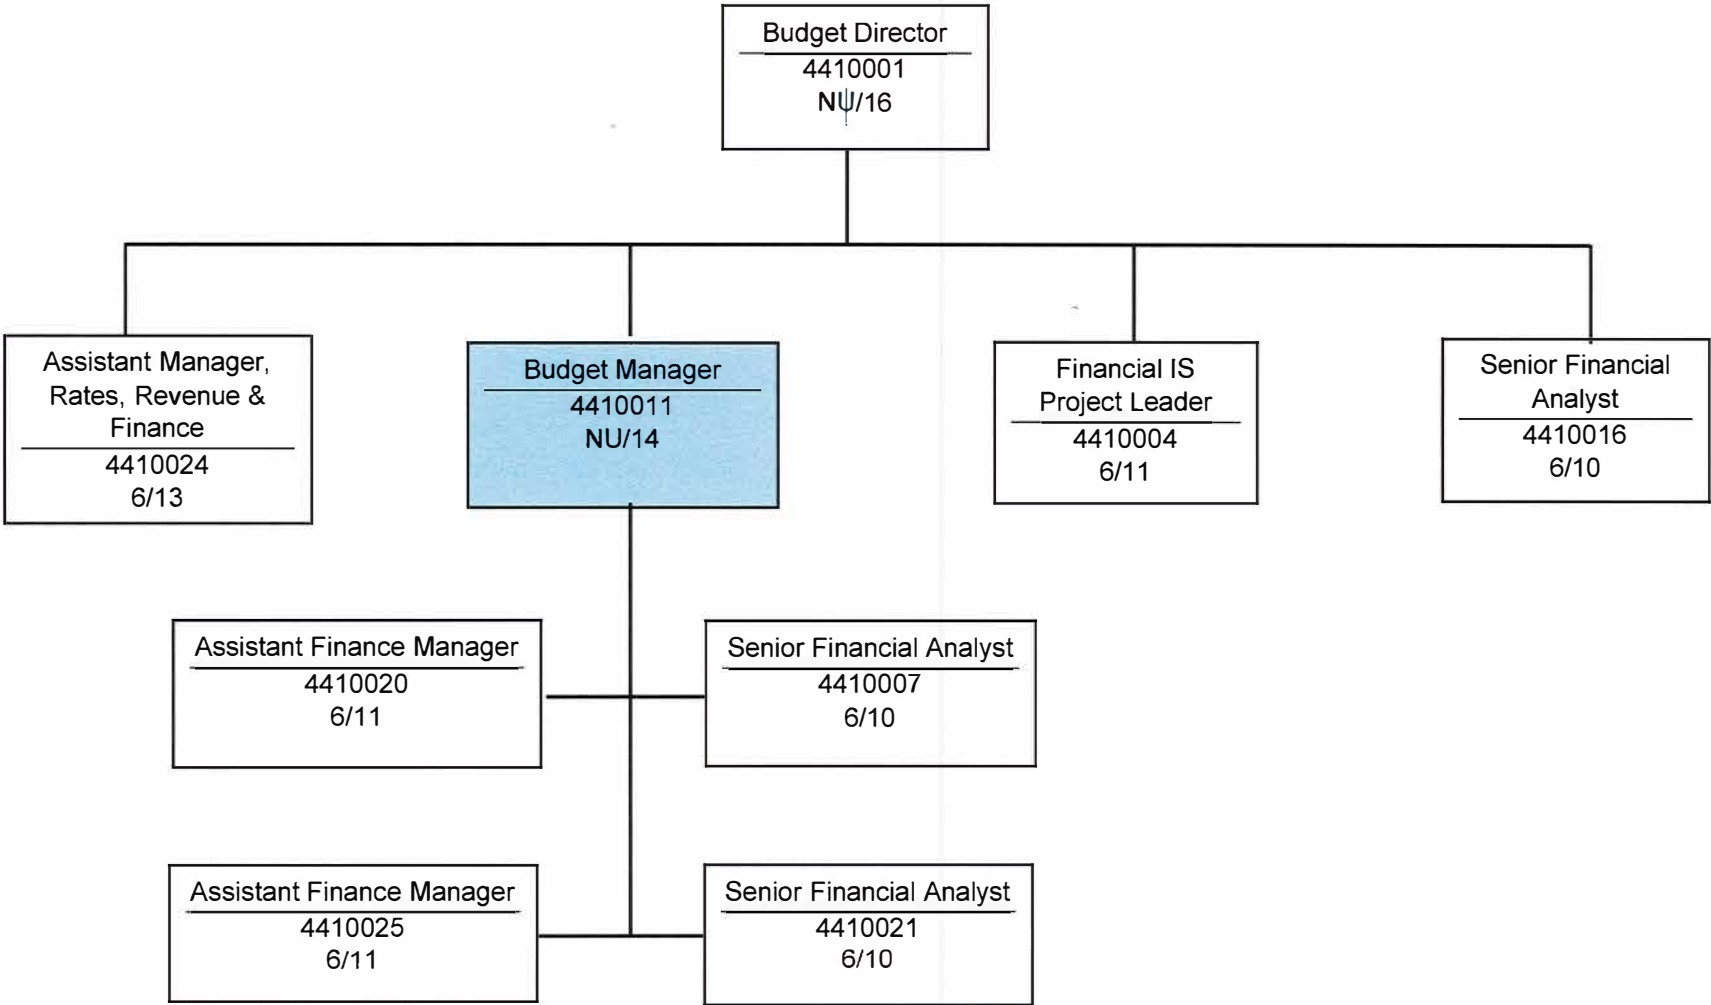 Budget Director
4410001
NU/16
Assistant Manager,
Rates, Revenue &
Finance
4410024
6/13
Budget Manager
4410011
NU/14
Financial IS
Project Leader
4410004
6/11
Senior Financial
Analyst
4410016
6/10
Assistant Finance Manager
4410020
6/11
Senior Financial Analyst
4410007
6/10
Assistant Finance Manager
4410025
6/11
Senior Financial Analyst
4410021
6/10